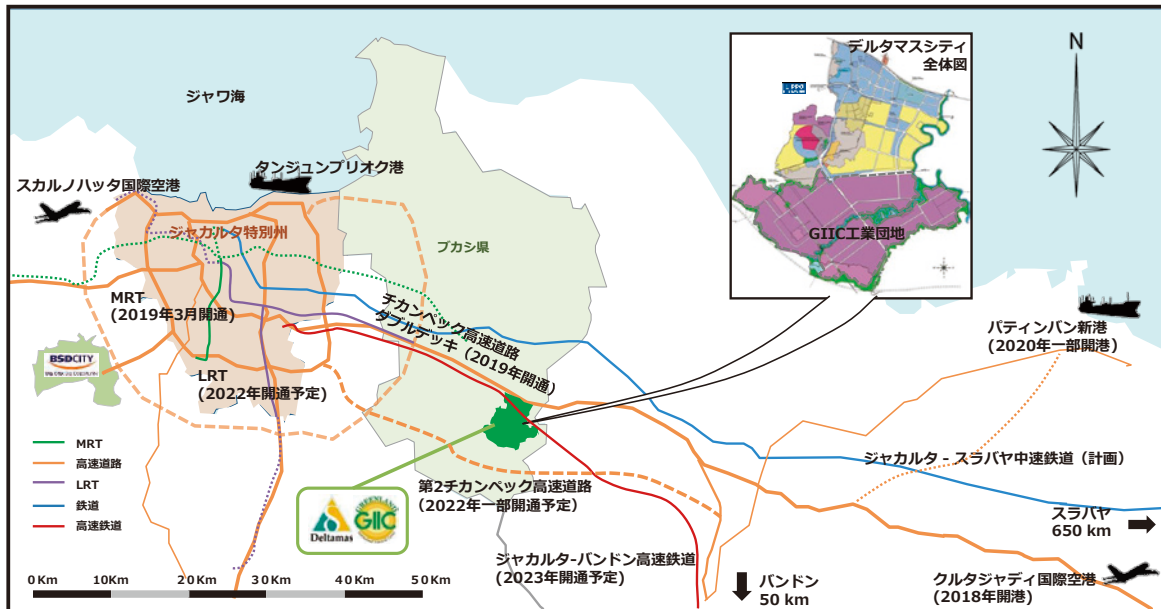 デルタマスシティ
全体図
N
ジャワ海
タンジュンプリオク港
スカルノハッタ国際空港
ジャカルタ特別州
ブカシ県
GIIC工業団地
MRT
(2019年3月開通)
チカンペック高速道路
ダブルデッキ（2019年開通）
パティンバン新港
(2020年一部開港)
BSDCITY
LRT
(2022年開通予定)
MRT
高速道路
LRT
鉄道
高速鉄道
ジャカルタ - スラバヤ中速鉄道（計画）
第2チカンペック高速道路
(2022年一部開通予定)
Deltamas
GREENLAND
GIIC
スラバヤ
650 km
ジャカルタ-バンドン高速鉄道
(2023年開通予定)
バンドン
50 km
クルタジャディ国際空港
(2018年開港)
0 Km 10Km 20 Km 30 Km 40 Km 50 Km